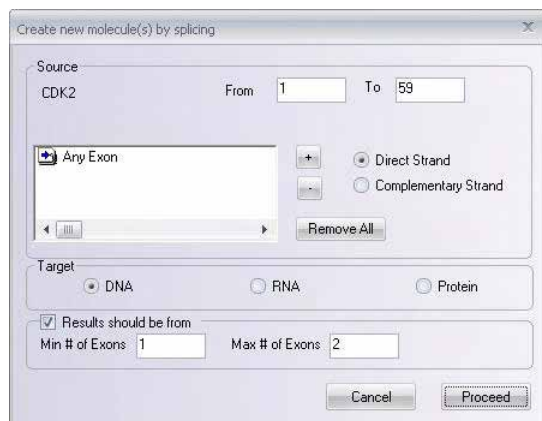 Create new molecule(s) by splicing
Source
CDK2 From 1 To 59
Any Exon
+
Direct Strand
-
Complementary Strand
Remove All
Target
DNA RNA Protein
Results should be from
Min # of Exons 1 Max # of Exons 2
Cancel Proceed